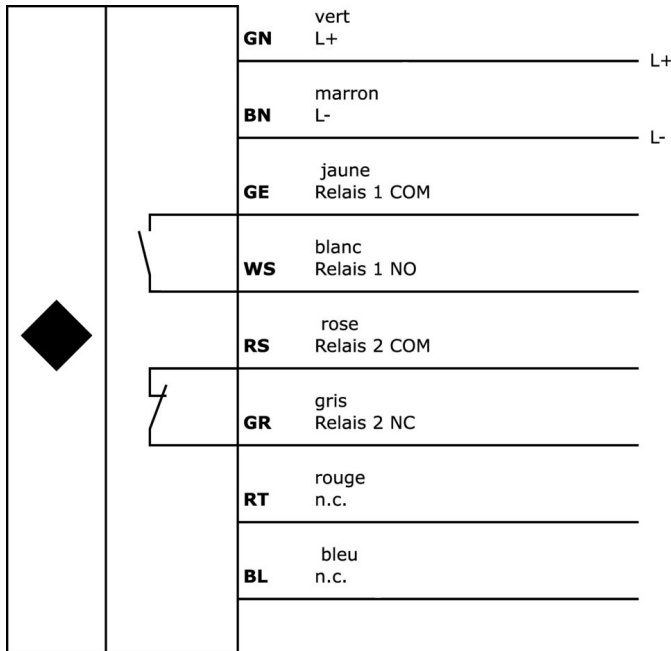 vert
GN L+
L+
marron
BN L-
L-
jaune
GE Relais 1 COM
blanc
WS Relais 1 NO
rose
RS Relais 2 COM
gris
GR Relais 2 NC
rouge
RT n.c.
bleu
BL n.c.